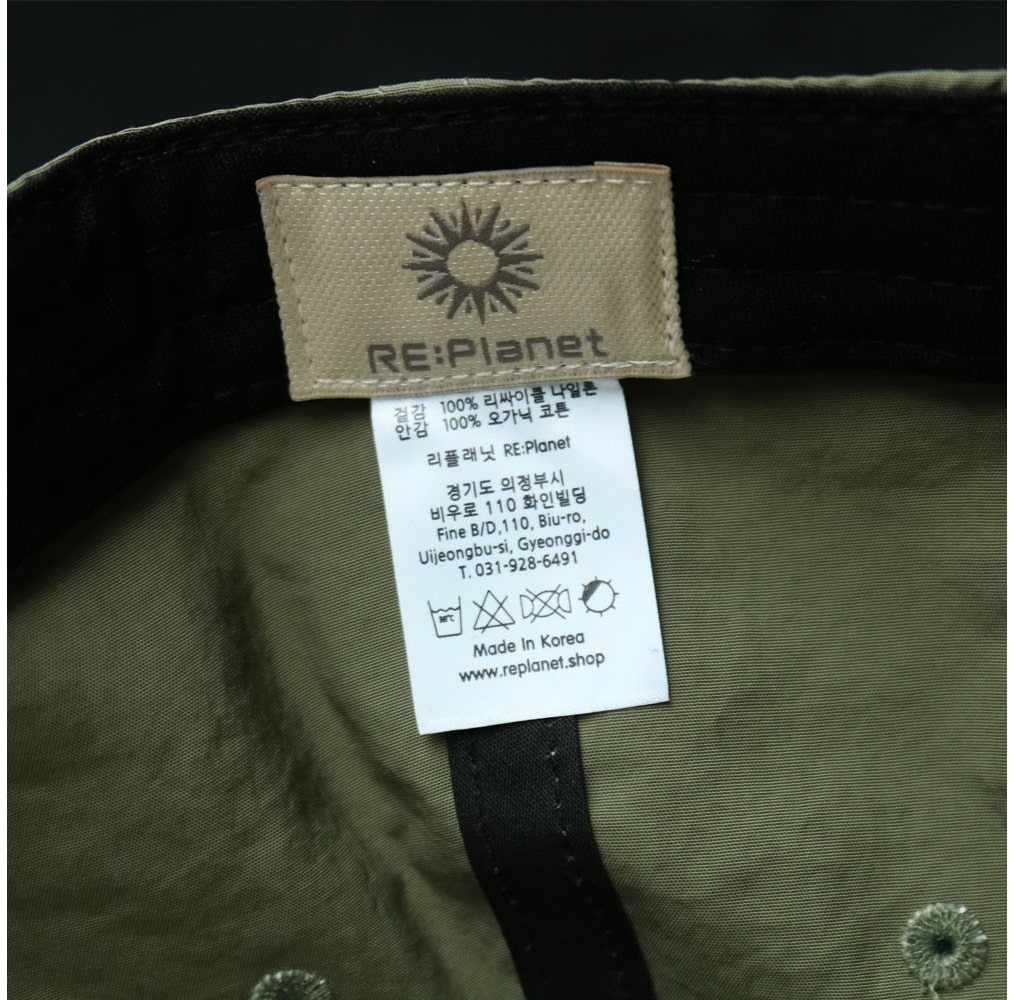 RE:Planet
겉감 100% 리싸이클 나일론
안감 100% 오가닉 코튼
리플래닛 RE:Planet
경기도 의정부시
비우로 110 화인빌딩
Fine B/D,110, Biu-ro,
Uijeongbu-si, Gyeonggi-do
T. 031-928-6491
Made In Korea
www.replanet.shop